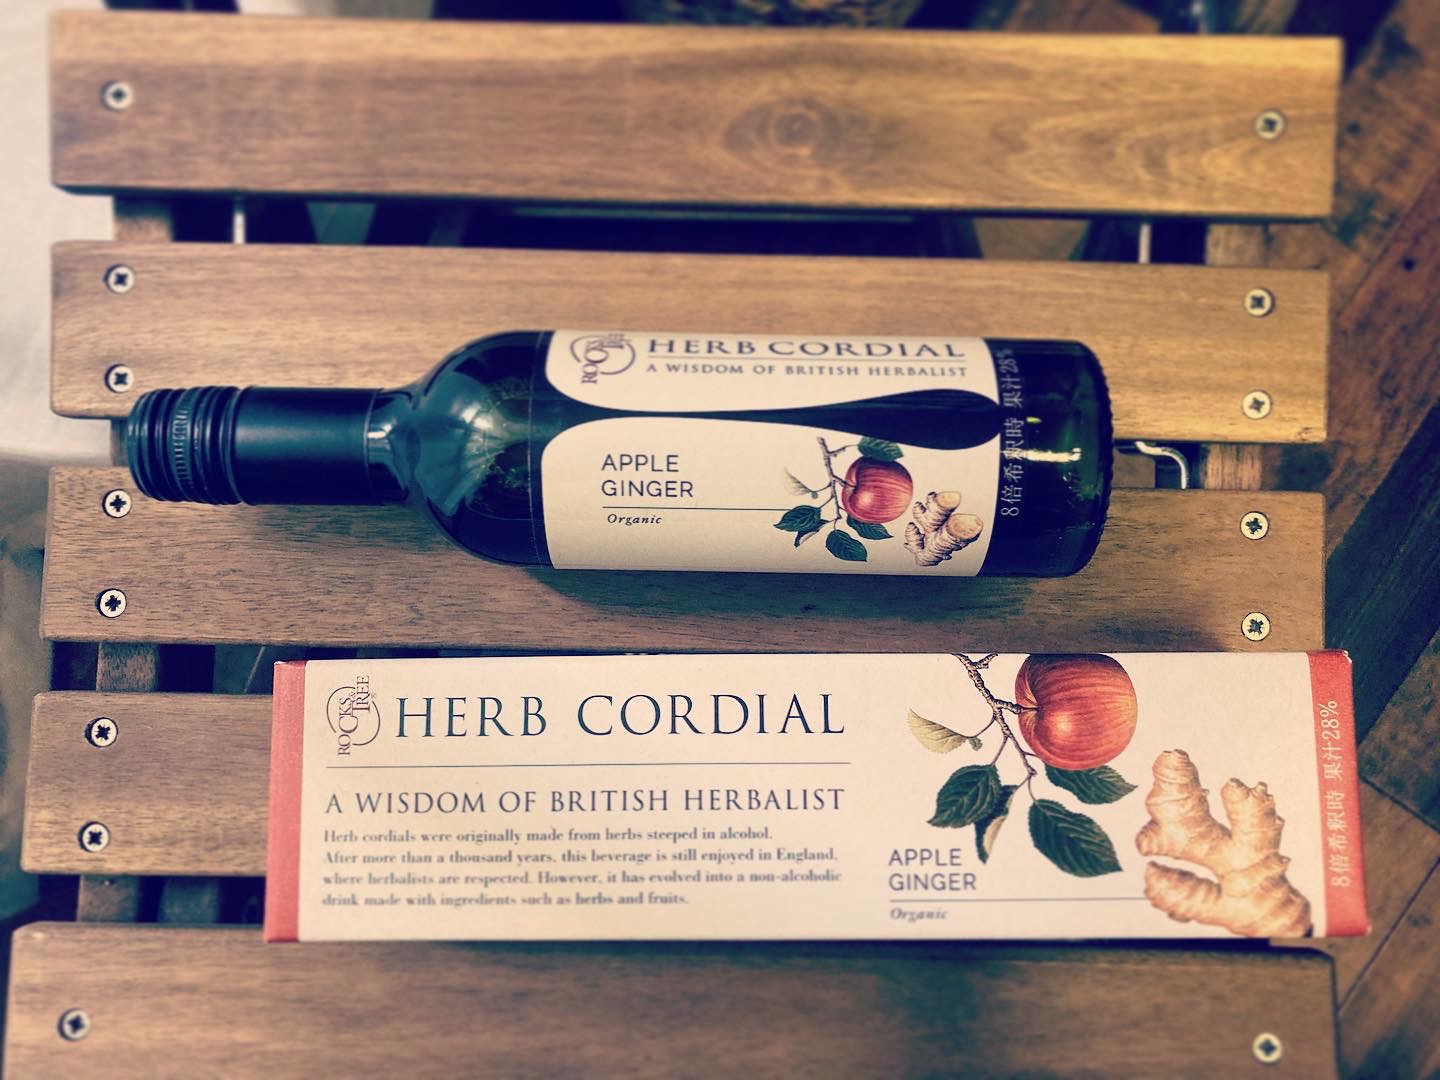 ROCKS & TREE
HERB CORDIAL
A WISDOM OF BRITISH HERBALIST
APPLE
GINGER
Organic
8倍希釈時 果汁28%
ROCKS & TREE®
HERB CORDIAL
A WISDOM OF BRITISH HERBALIST
Herb cordials were originally made from herbs steeped in alcohol.
After more than a thousand years, this beverage is still enjoyed in England,
where herbalists are respected. However, it has evolved into a non-alcoholic
drink made with ingredients such as herbs and fruits.
APPLE
GINGER
Organic
8倍希釈時 果汁28%